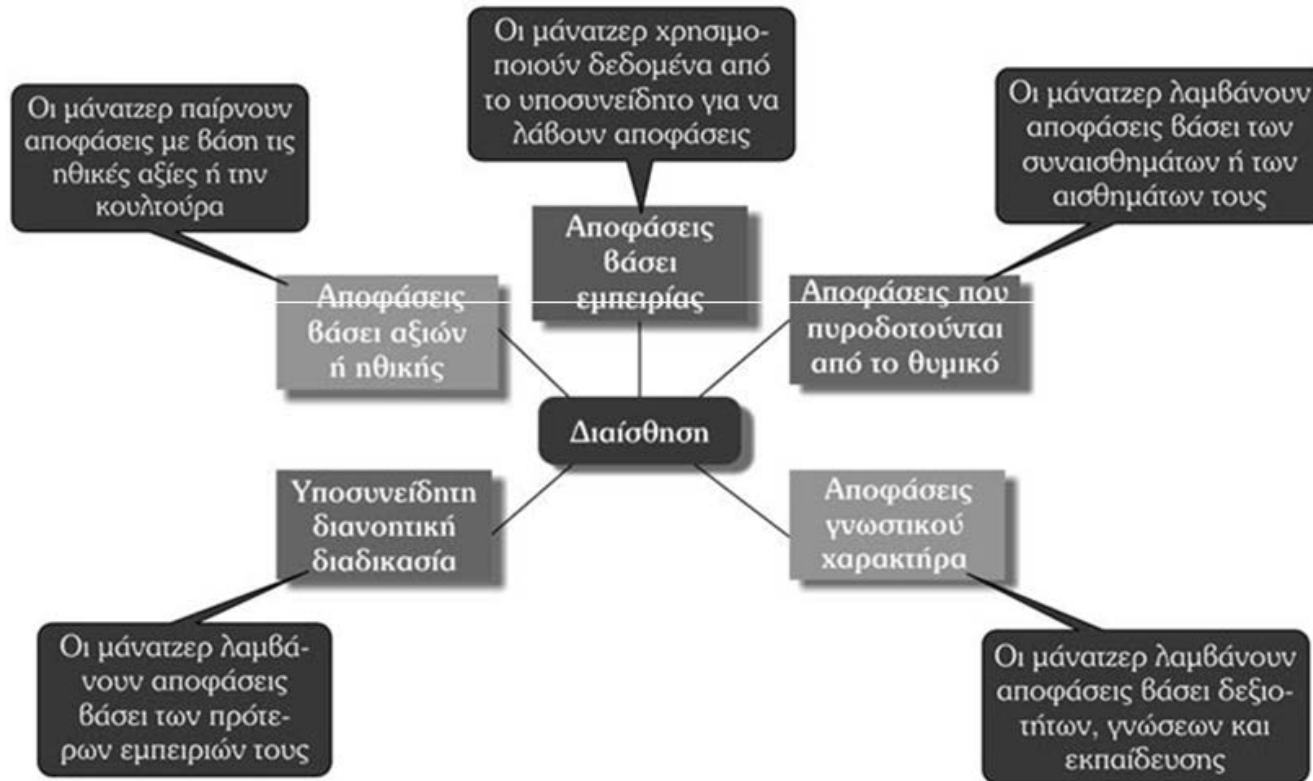 Οι μάνατζερ χρησιμο-
ποιούν δεδομένα από
το υποσυνείδητο για να
λάβουν αποφάσεις
Οι μάνατζερ παίρνουν
αποφάσεις με βάση τις
ηθικές αξίες ή την
κουλτούρα
Οι μάνατζερ λαμβάνουν
αποφάσεις βάσει των
συναισθημάτων ή των
αισθημάτων τους
Αποφάσεις
βάσει
εμπειρίας
Αποφάσεις
βάσει αξιών
ή ηθικής
Αποφάσεις που
πυροδοτούνται
από το θυμικό
Διαίσθηση
Υποσυνείδητη
διανοητική
διαδικασία
Αποφάσεις
γνωστικού
χαρακτήρα
Οι μάνατζερ λαμβά-
νουν αποφάσεις
βάσει των πρότε-
ρων εμπειριών τους
Οι μάνατζερ λαμβάνουν
αποφάσεις βάσει δεξιο-
τήτων, γνώσεων και
εκπαίδευσης